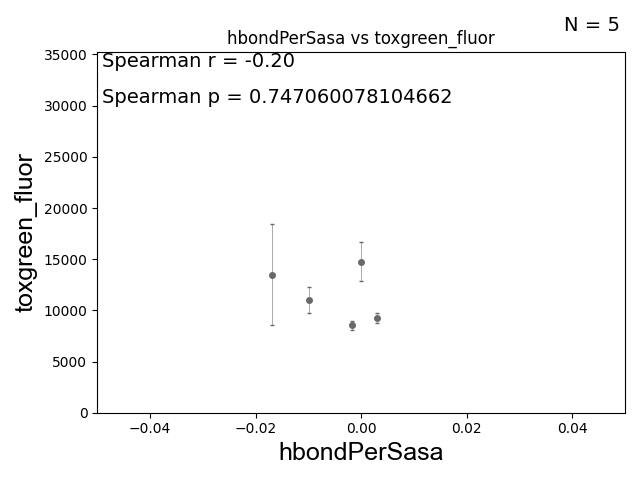 N = 5
hbondPerSasa vs toxgreen_fluor
Spearman r = -0.20
Spearman p = 0.747060078104662
35000
30000
25000
20000
15000
10000
5000
0
toxgreen_fluor
−0.04
−0.02
0.00
0.02
0.04
hbondPerSasa